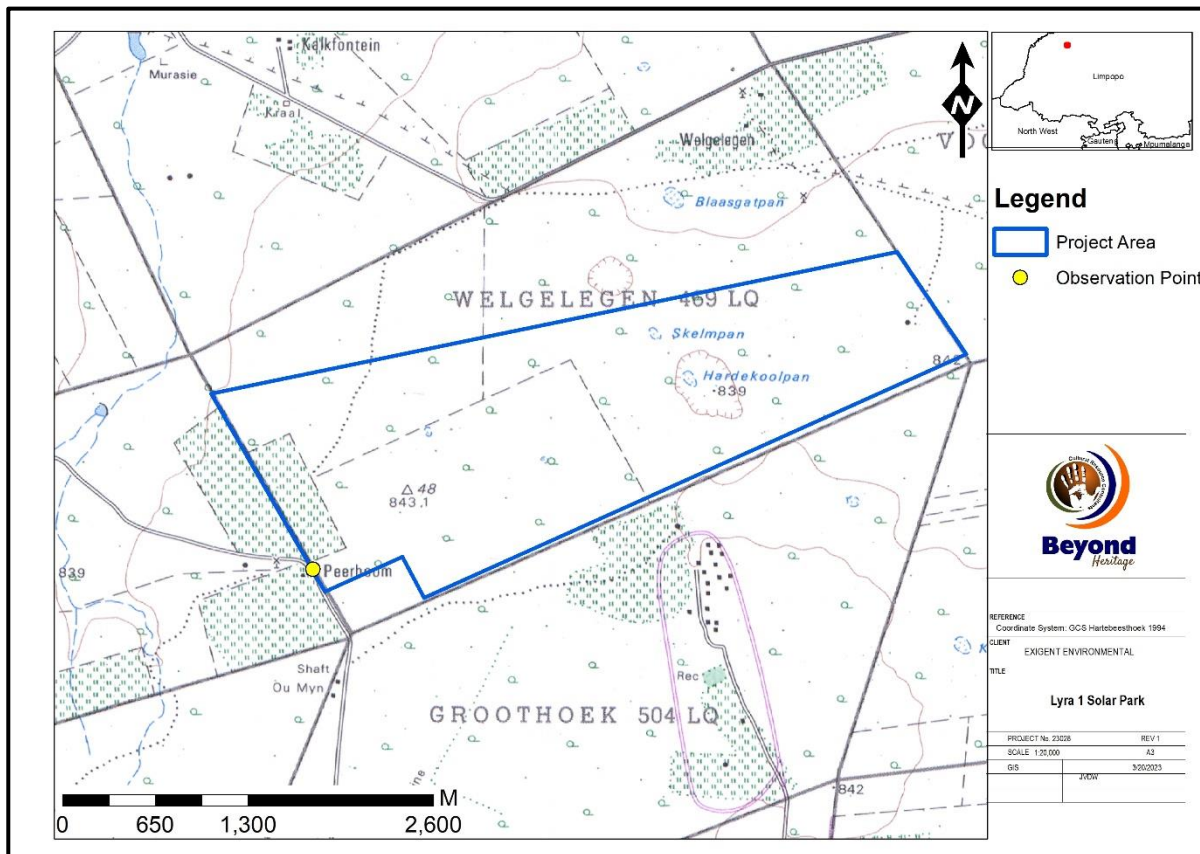 Kalkfontein
Murasie
Kraal
Welgelegen
Blaasgatpan
WELGELEGEN 469 LQ
Skelmpan
Hardekoolpan
842
·839
△ 48
843,1
839
Peerboom
Shaft
Ou Myn
Rec
GROOTHOEK 504 LQ
·842
M
0 650 1,300 2,600
N
Limpopo
North West
Gauteng
Mpumalanga
Legend
Project Area
Observation Point
Beyond
Heritage
REFERENCE
Coordinate System: GCS Hartebeesthoek 1994
CLIENT
EXIGENT ENVIRONMENTAL
TITLE
Lyra 1 Solar Park
PROJECT No. 23028 REV 1
SCALE 1:20,000 A3
GIS JVDW 3/20/2023